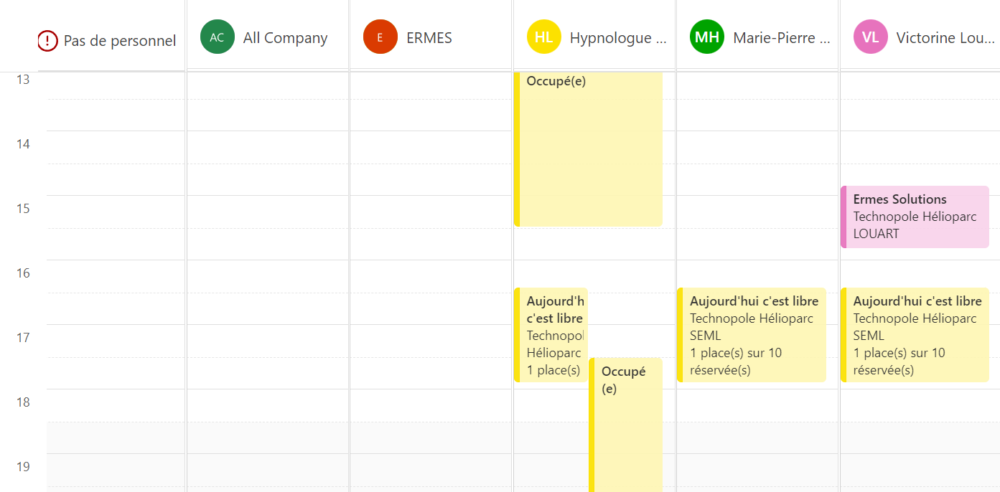 Pas de personnel
AC All Company
E ERMES
HL Hypnologue ...
MH Marie-Pierre ...
VL Victorine Lou...
13
14
15
16
17
18
19
Occupé(e)
Aujourd'h
c'est libre
Technopol
Hélioparc
1 place(s)
Occupé
(e)
Aujourd'hui c'est libre
Technopole Hélioparc
SEML
1 place(s) sur 10
réservée(s)
Ermes Solutions
Technopole Hélioparc
LOUART
Aujourd'hui c'est libre
Technopole Hélioparc
SEML
1 place(s) sur 10
réservée(s)